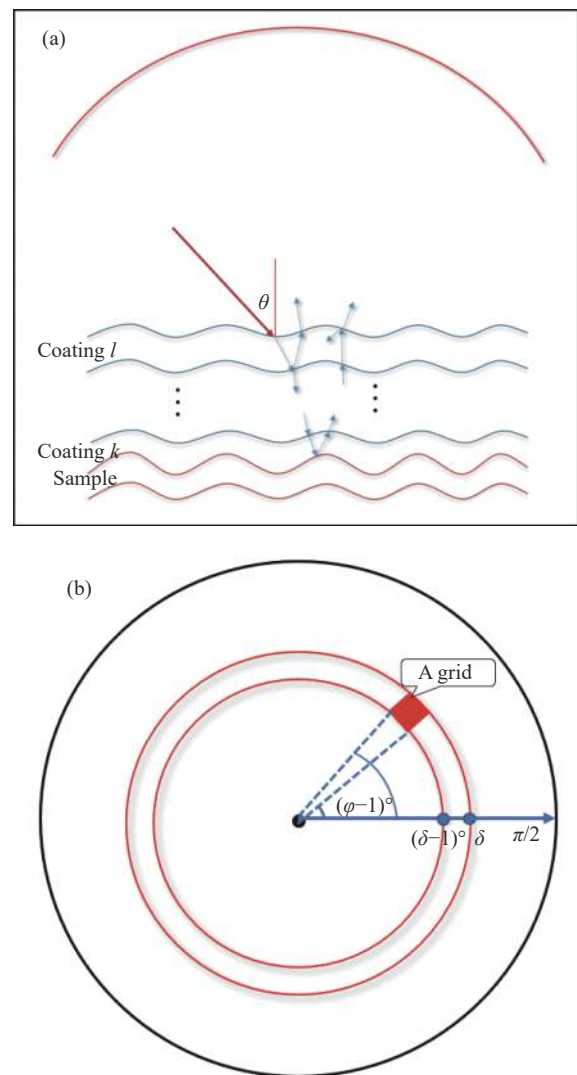 (a)
θ
Coating l
⋮ ⋮
Coating k
Sample
(b)
A grid
(φ−1)°
(δ−1)° δ π/2